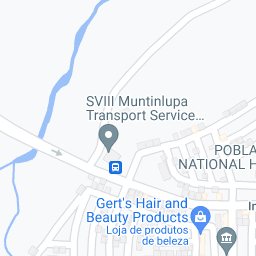 SVIII Muntinlupa
Transport Service...
POBLA
NATIONAL H
Gert's Hair and
Beauty Products
Loja de produtos
de beleza
In